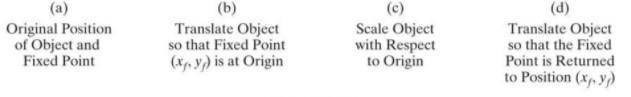 (a)
Original Position
of Object and
Fixed Point
(b)
Translate Object
so that Fixed Point
(x_f, y_f) is at Origin
(c)
Scale Object
with Respect
to Origin
(d)
Translate Object
so that the Fixed
Point is Returned
to Position (x_f, y_f)